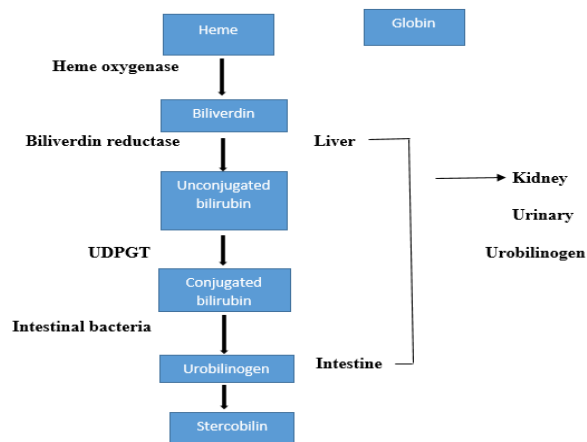 Heme
Globin
Heme oxygenase
Biliverdin
Biliverdin reductase
Liver
Unconjugated
bilirubin
Kidney
Urinary
Urobilinogen
UDPGT
Conjugated
bilirubin
Intestinal bacteria
Urobilinogen
Intestine
Stercobilin